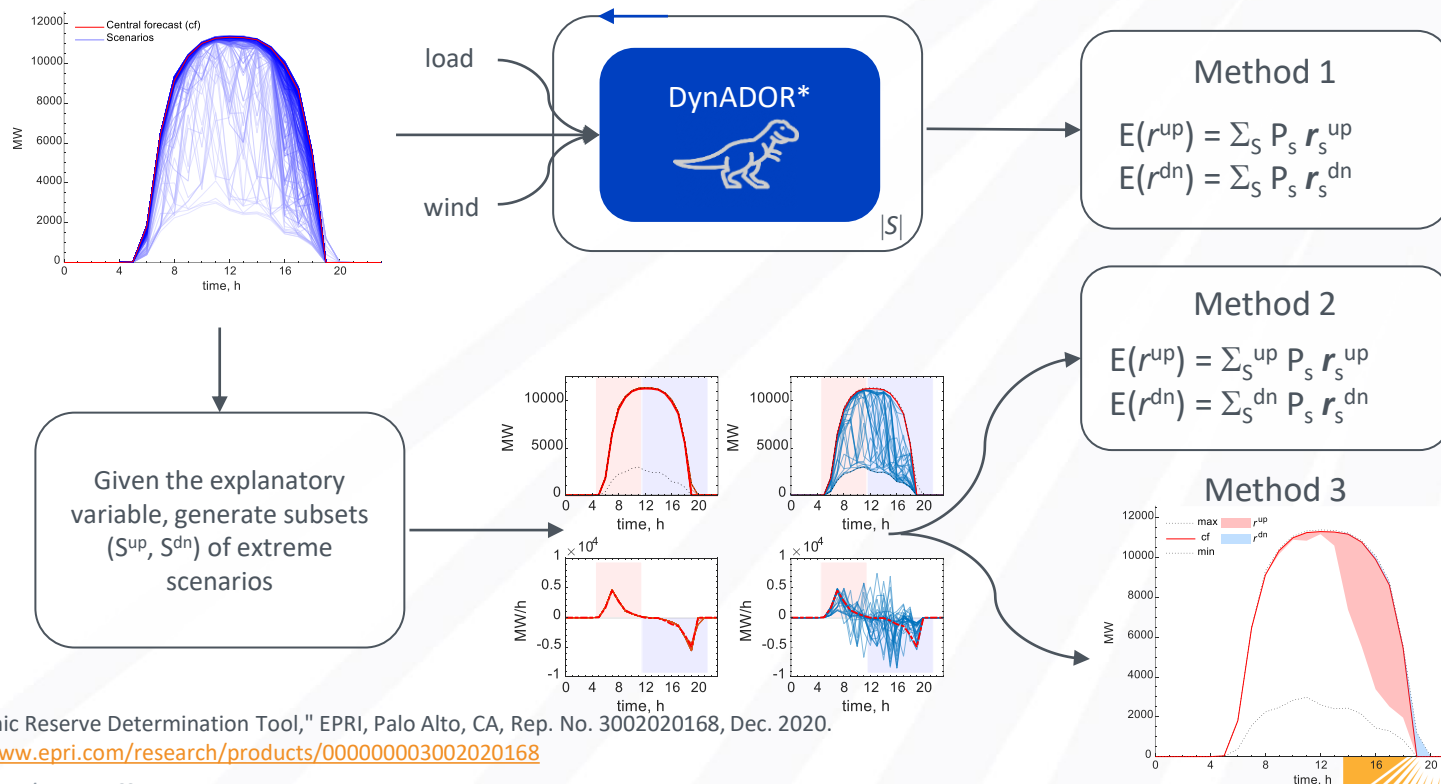 12000
10000
8000
6000
4000
2000
0
MW
Central forecast (cf)
Scenarios
0 4 8 12 16 20
time, h
load
wind
DynADOR*
|S|
Method 1
E(r^up) = Σ_S P_s r_s^up
E(r^dn) = Σ_S P_s r_s^dn
Given the explanatory
variable, generate subsets
(S^up, S^dn) of extreme
scenarios
10000
5000
0
MW
0 4 8 12 16 20
time, h
10000
5000
0
MW
0 4 8 12 16 20
time, h
× 10^4
1
0.5
0
-0.5
-1
MW/h
0 4 8 12 16 20
time, h
× 10^4
1
0.5
0
-0.5
-1
MW/h
0 4 8 12 16 20
time, h
Method 2
E(r^up) = Σ_S^up P_s r_s^up
E(r^dn) = Σ_S^dn P_s r_s^dn
Method 3
12000
10000
8000
6000
4000
2000
0
MW
max r^up
cf r^dn
min
0 4 8 12 16 20
time, h
Reserve Determination Tool," EPRI, Palo Alto, CA, Rep. No. 3002020168, Dec. 2020.
ww.epri.com/research/products/000000003002020168